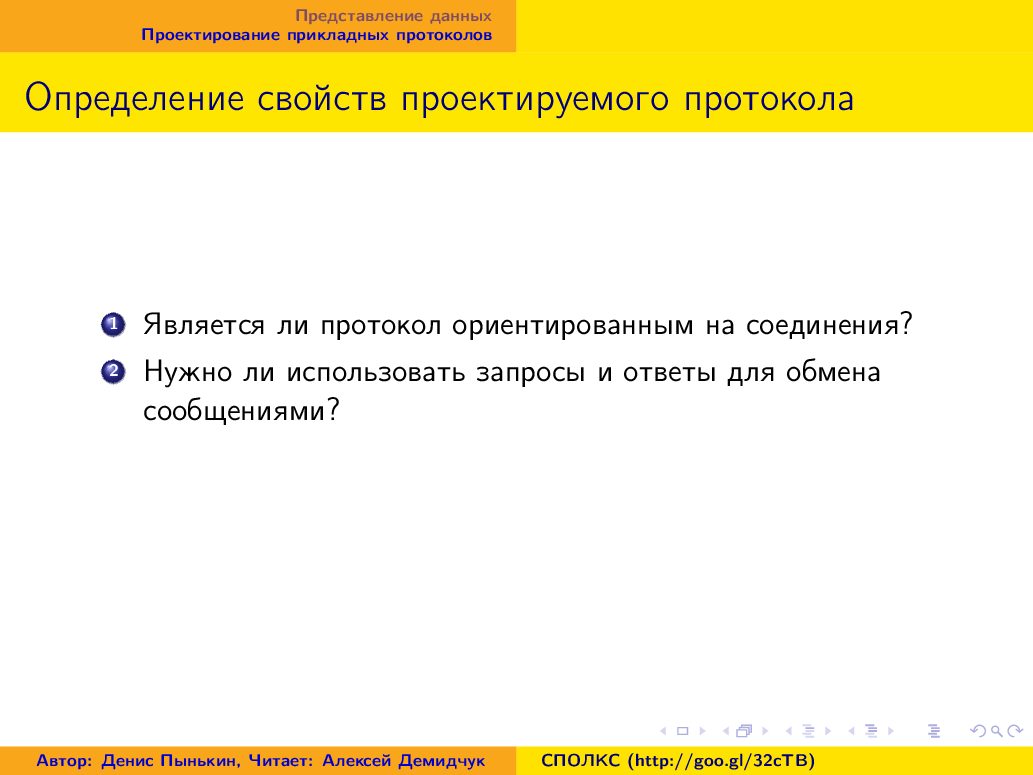 Представление данных
Проектирование прикладных протоколов
Определение свойств проектируемого протокола
1 Является ли протокол ориентированным на соединения?
2 Нужно ли использовать запросы и ответы для обмена
сообщениями?
Автор: Денис Пынькин, Читает: Алексей Демидчук СПОЛКС (http://goo.gl/32cTB)